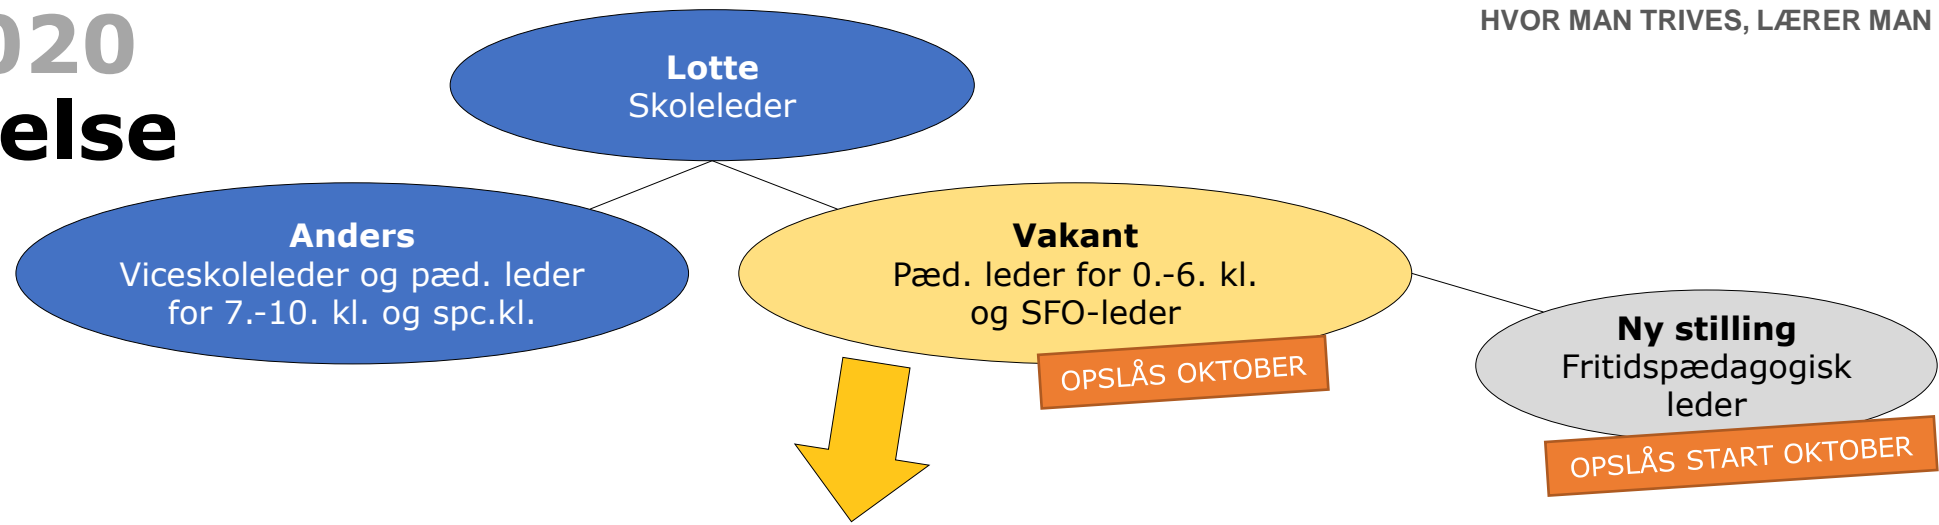 020
else
HVOR MAN TRIVES, LÆRER MAN
Lotte
Skoleleder
Anders
Viceskoleleder og pæd. leder
for 7.-10. kl. og spc.kl.
Vakant
Pæd. leder for 0.-6. kl.
og SFO-leder
OPSLÅS OKTOBER
Ny stilling
Fritidspædagogisk
leder
OPSLÅS START OKTOBER